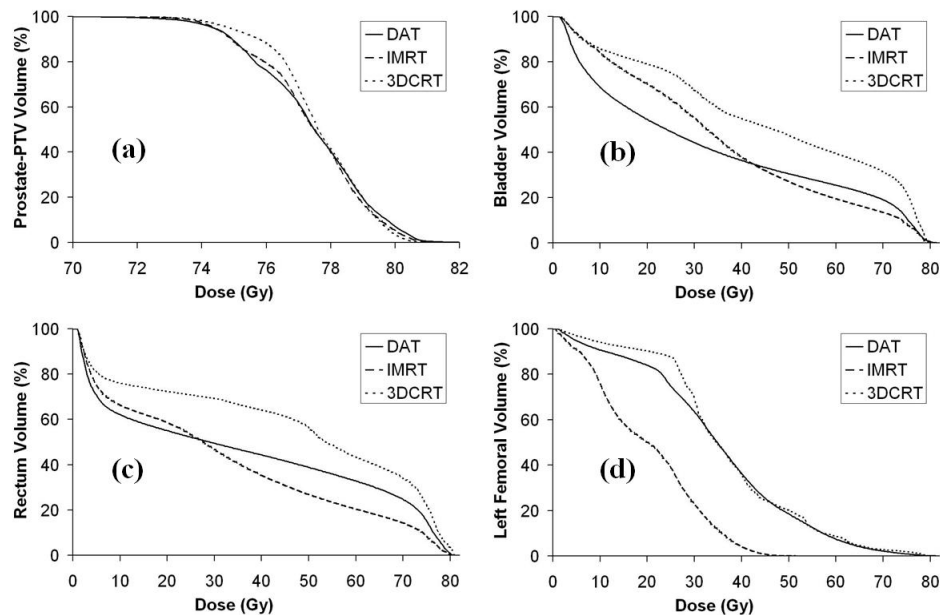 Prostate-PTV Volume (%)
100
80
60
40
20
0
(a)
DAT
IMRT
3DCRT
70 72 74 76 78 80 82
Dose (Gy)
Bladder Volume (%)
100
80
60
40
20
0
(b)
DAT
IMRT
3DCRT
0 10 20 30 40 50 60 70 80
Dose (Gy)
Rectum Volume (%)
100
80
60
40
20
0
(c)
DAT
IMRT
3DCRT
0 10 20 30 40 50 60 70 80
Dose (Gy)
Left Femoral Volume (%)
100
80
60
40
20
0
(d)
DAT
IMRT
3DCRT
0 10 20 30 40 50 60 70 80
Dose (Gy)